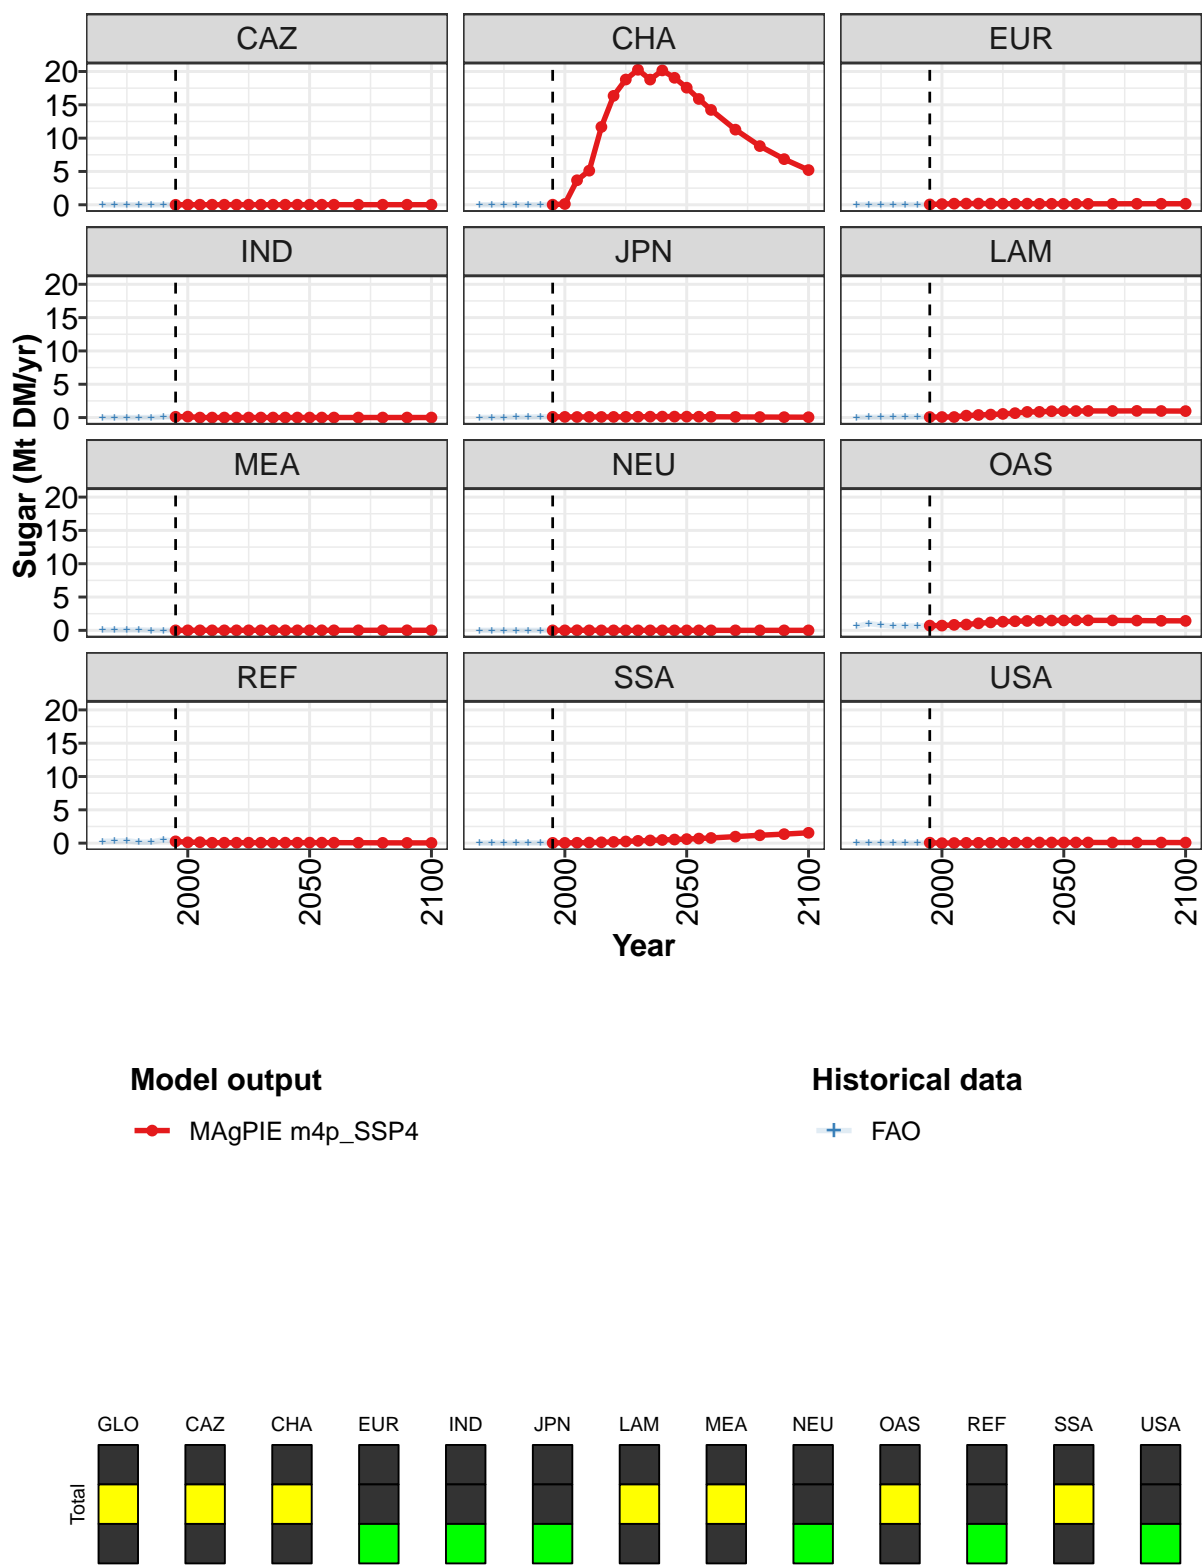 CAZ CHA EUR
20
15
10
5
0
IND JPN LAM
20
15
10
5
0
MEA NEU OAS
20
15
10
5
0
REF SSA USA
20
15
10
5
0
Sugar (Mt DM/yr)
2000 2050 2100 2000 2050 2100 2000 2050 2100
Year
Model output
MAgPIE m4p_SSP4
Historical data
FAO
GLO CAZ CHA EUR IND JPN LAM MEA NEU OAS REF SSA USA
Total